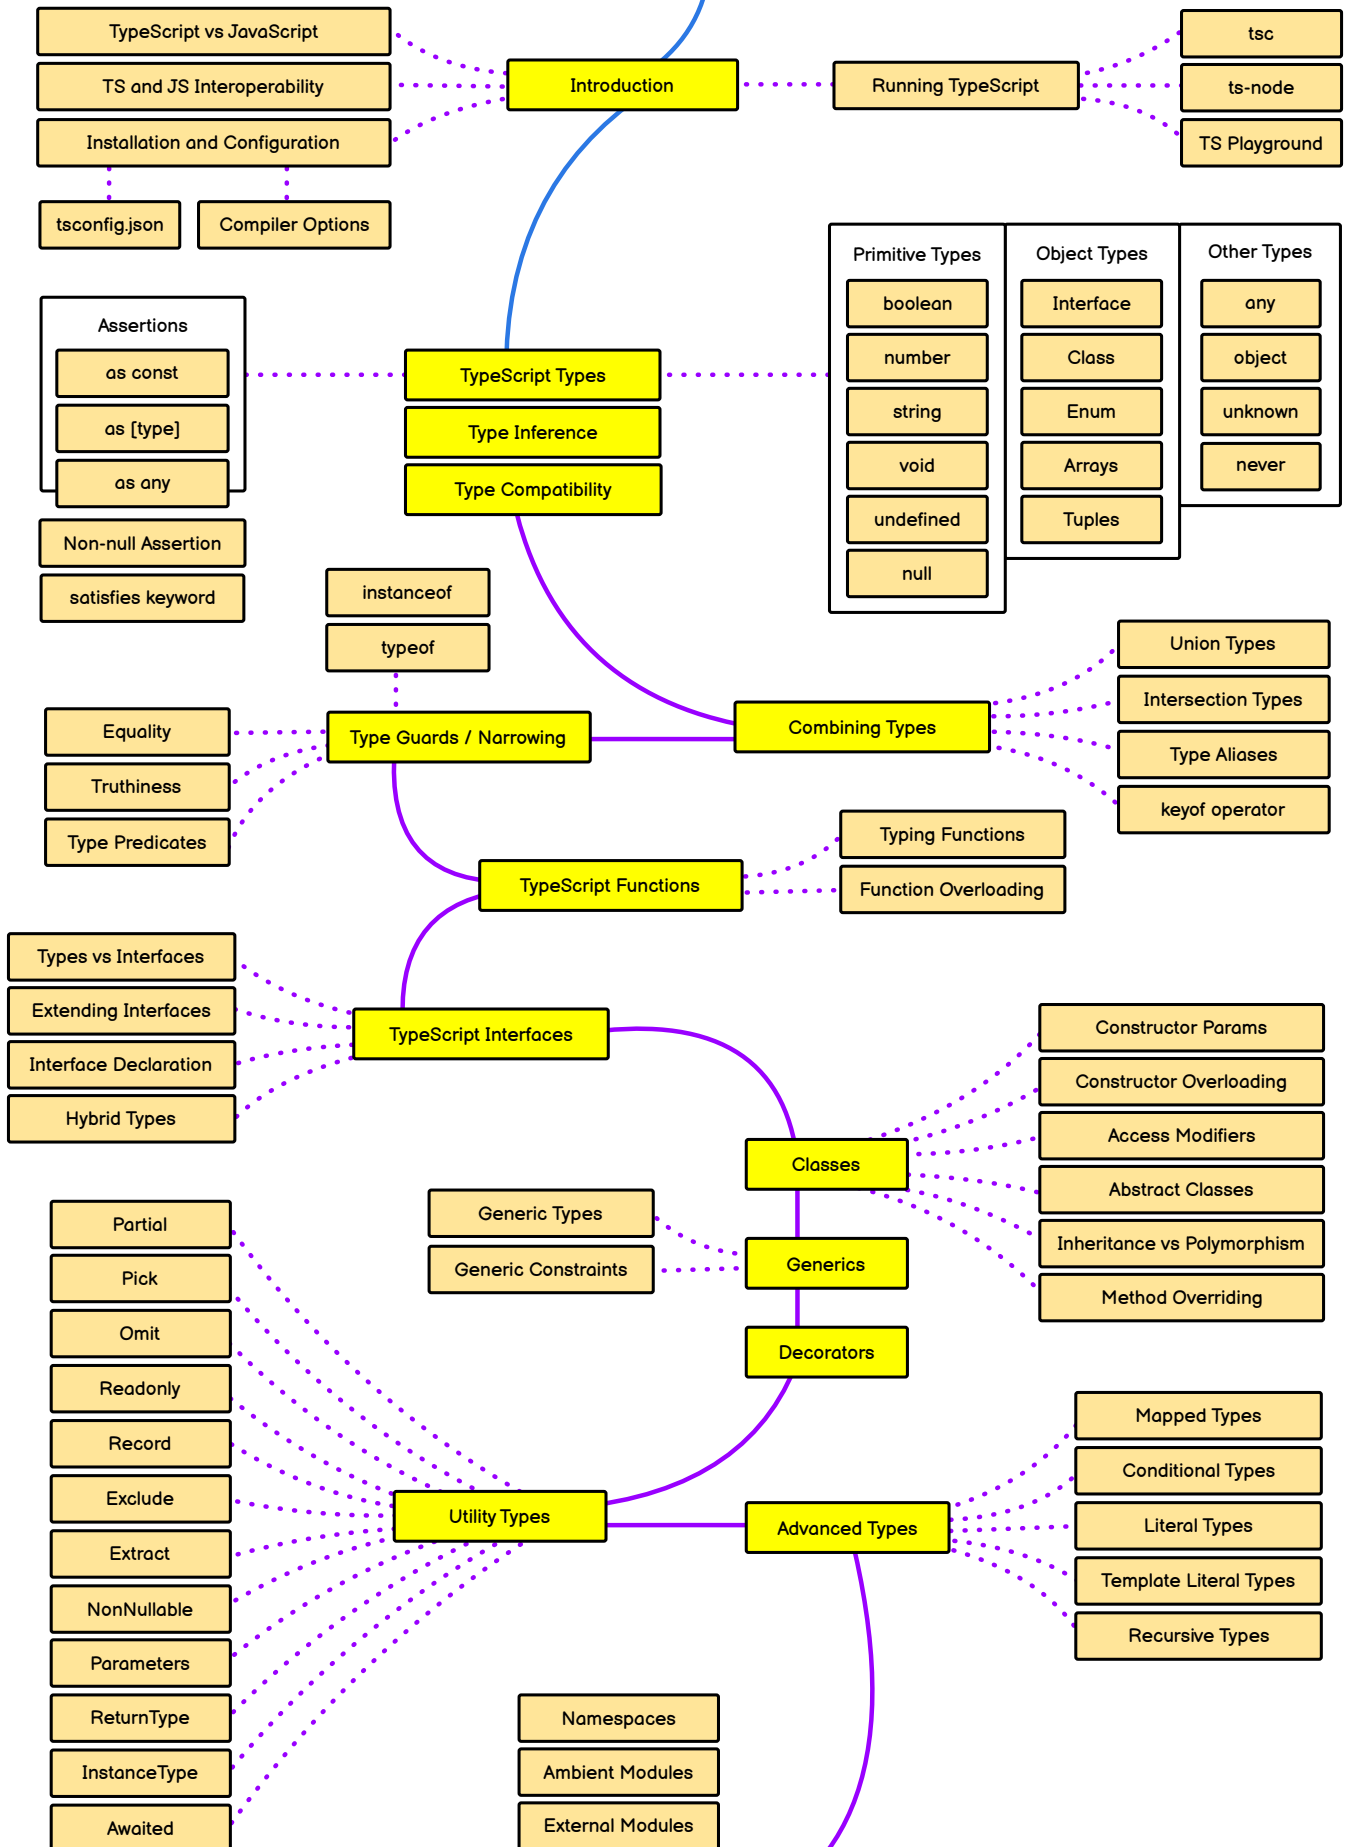 TypeScript vs JavaScript
TS and JS Interoperability
Installation and Configuration
tsconfig.json
Compiler Options
Introduction
Running TypeScript
tsc
ts-node
TS Playground
Assertions
as const
as [type]
as any
Non-null Assertion
satisfies keyword
TypeScript Types
Type Inference
Type Compatibility
Primitive Types
boolean
number
string
void
undefined
null
Object Types
Interface
Class
Enum
Arrays
Tuples
Other Types
any
object
unknown
never
instanceof
typeof
Equality
Truthiness
Type Predicates
Type Guards / Narrowing
Combining Types
Union Types
Intersection Types
Type Aliases
keyof operator
TypeScript Functions
Typing Functions
Function Overloading
Types vs Interfaces
Extending Interfaces
Interface Declaration
Hybrid Types
TypeScript Interfaces
Classes
Constructor Params
Constructor Overloading
Access Modifiers
Abstract Classes
Inheritance vs Polymorphism
Method Overriding
Generic Types
Generic Constraints
Generics
Decorators
Partial
Pick
Omit
Readonly
Record
Exclude
Extract
NonNullable
Parameters
ReturnType
InstanceType
Awaited
Utility Types
Advanced Types
Mapped Types
Conditional Types
Literal Types
Template Literal Types
Recursive Types
Namespaces
Ambient Modules
External Modules